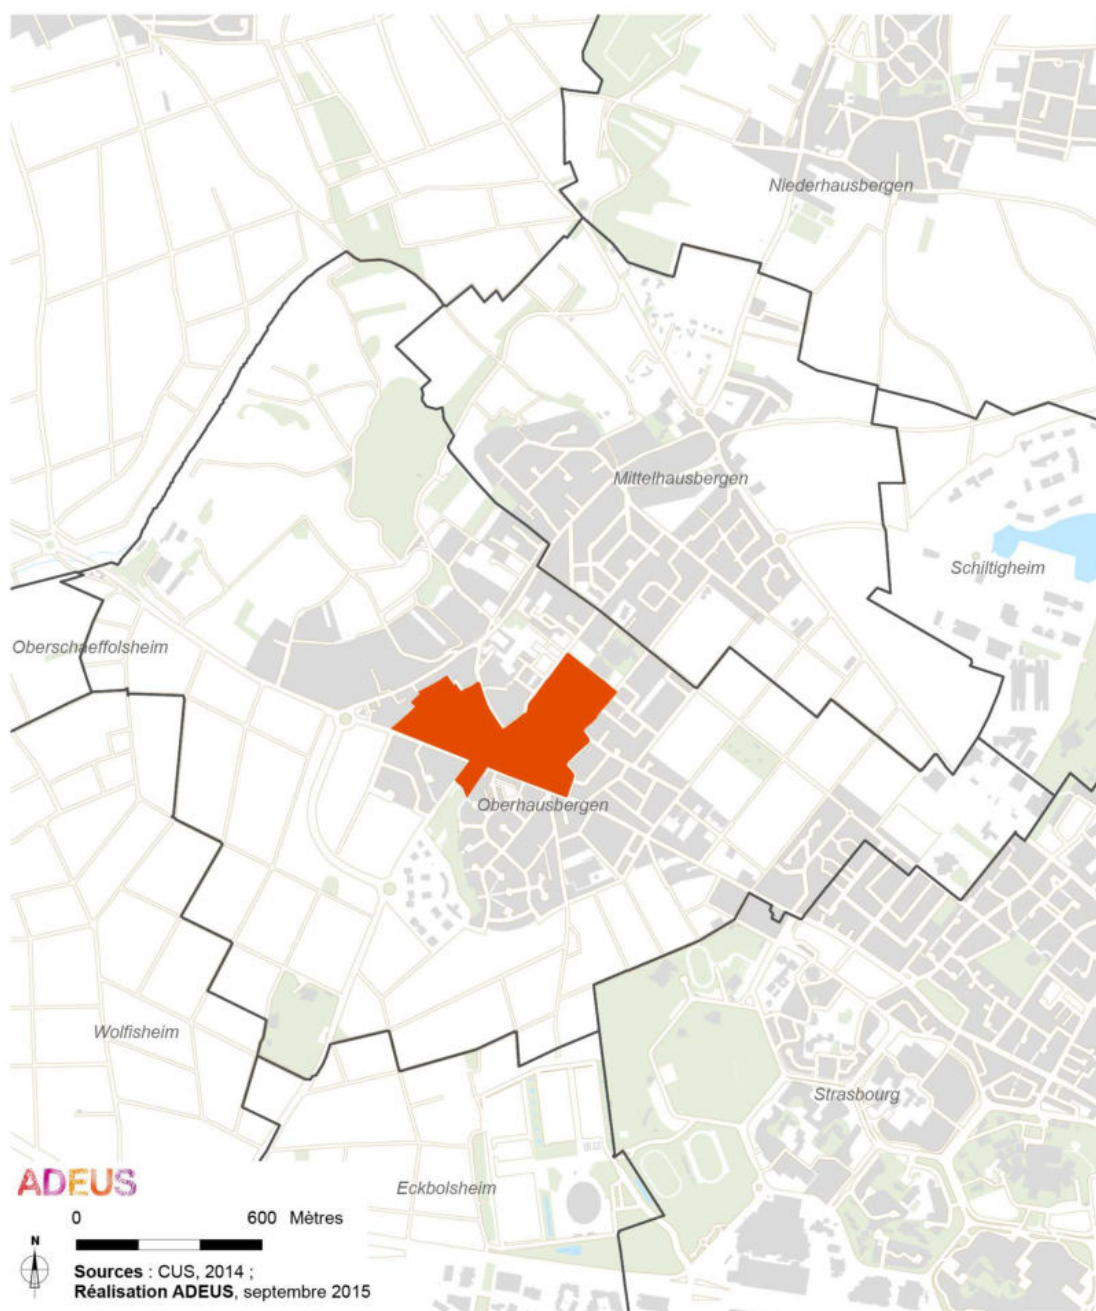 Niederhausbergen
Mittelhausbergen
Schiltigheim
Oberschaeffolsheim
Oberhausbergen
Wolfisheim
Strasbourg
Eckbolsheim
ADEUS
0 600 Mètres
N
Sources : CUS, 2014 ;
Réalisation ADEUS, septembre 2015